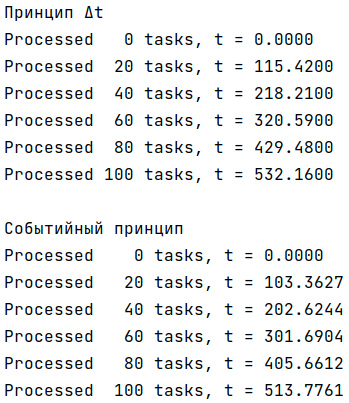 Принцип Δt
Processed   0 tasks, t = 0.0000
Processed  20 tasks, t = 115.4200
Processed  40 tasks, t = 218.2100
Processed  60 tasks, t = 320.5900
Processed  80 tasks, t = 429.4800
Processed 100 tasks, t = 532.1600

Событийный принцип
Processed    0 tasks, t = 0.0000
Processed   20 tasks, t = 103.3627
Processed   40 tasks, t = 202.6244
Processed   60 tasks, t = 301.6904
Processed   80 tasks, t = 405.6612
Processed  100 tasks, t = 513.7761